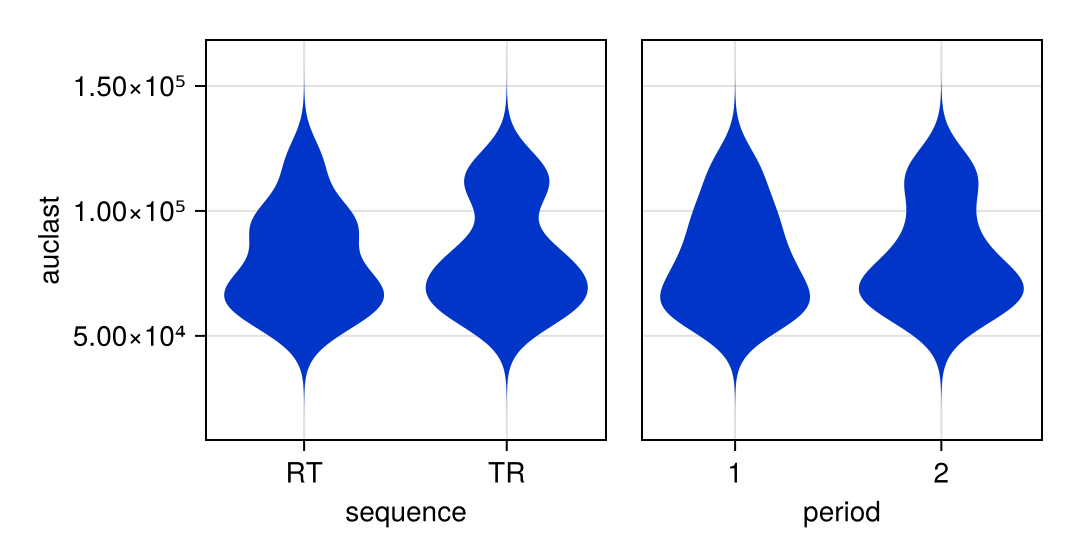 auclast
1.50×10⁵
1.00×10⁵
5.00×10⁴
RT TR
sequence
1 2
period